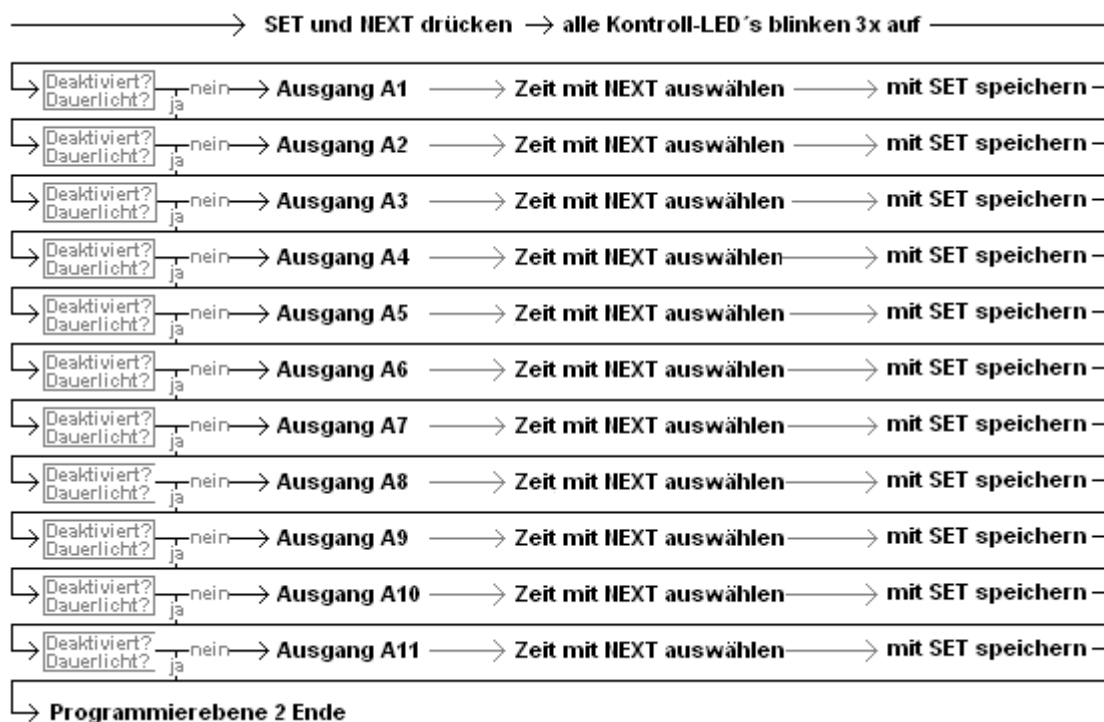 SET und NEXT drücken alle Kontroll-LED´s blinken 3x auf
Deaktiviert?
Dauerlicht? ja nein Ausgang A1 Zeit mit NEXT auswählen mit SET speichern
Deaktiviert?
Dauerlicht? ja nein Ausgang A2 Zeit mit NEXT auswählen mit SET speichern
Deaktiviert?
Dauerlicht? ja nein Ausgang A3 Zeit mit NEXT auswählen mit SET speichern
Deaktiviert?
Dauerlicht? ja nein Ausgang A4 Zeit mit NEXT auswählen mit SET speichern
Deaktiviert?
Dauerlicht? ja nein Ausgang A5 Zeit mit NEXT auswählen mit SET speichern
Deaktiviert?
Dauerlicht? ja nein Ausgang A6 Zeit mit NEXT auswählen mit SET speichern
Deaktiviert?
Dauerlicht? ja nein Ausgang A7 Zeit mit NEXT auswählen mit SET speichern
Deaktiviert?
Dauerlicht? ja nein Ausgang A8 Zeit mit NEXT auswählen mit SET speichern
Deaktiviert?
Dauerlicht? ja nein Ausgang A9 Zeit mit NEXT auswählen mit SET speichern
Deaktiviert?
Dauerlicht? ja nein Ausgang A10 Zeit mit NEXT auswählen mit SET speichern
Deaktiviert?
Dauerlicht? ja nein Ausgang A11 Zeit mit NEXT auswählen mit SET speichern
Programmierebene 2 Ende